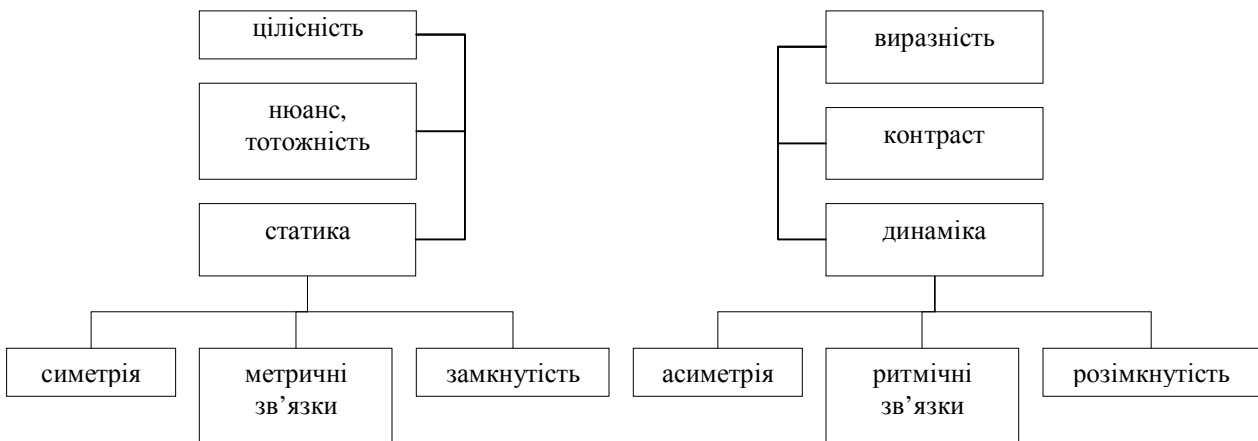 цілісність
нюанс,
тотожність
статика
симетрія
метричні
зв’язки
замкнутість
виразність
контраст
динаміка
асиметрія
ритмічні
зв’язки
розімкнутість